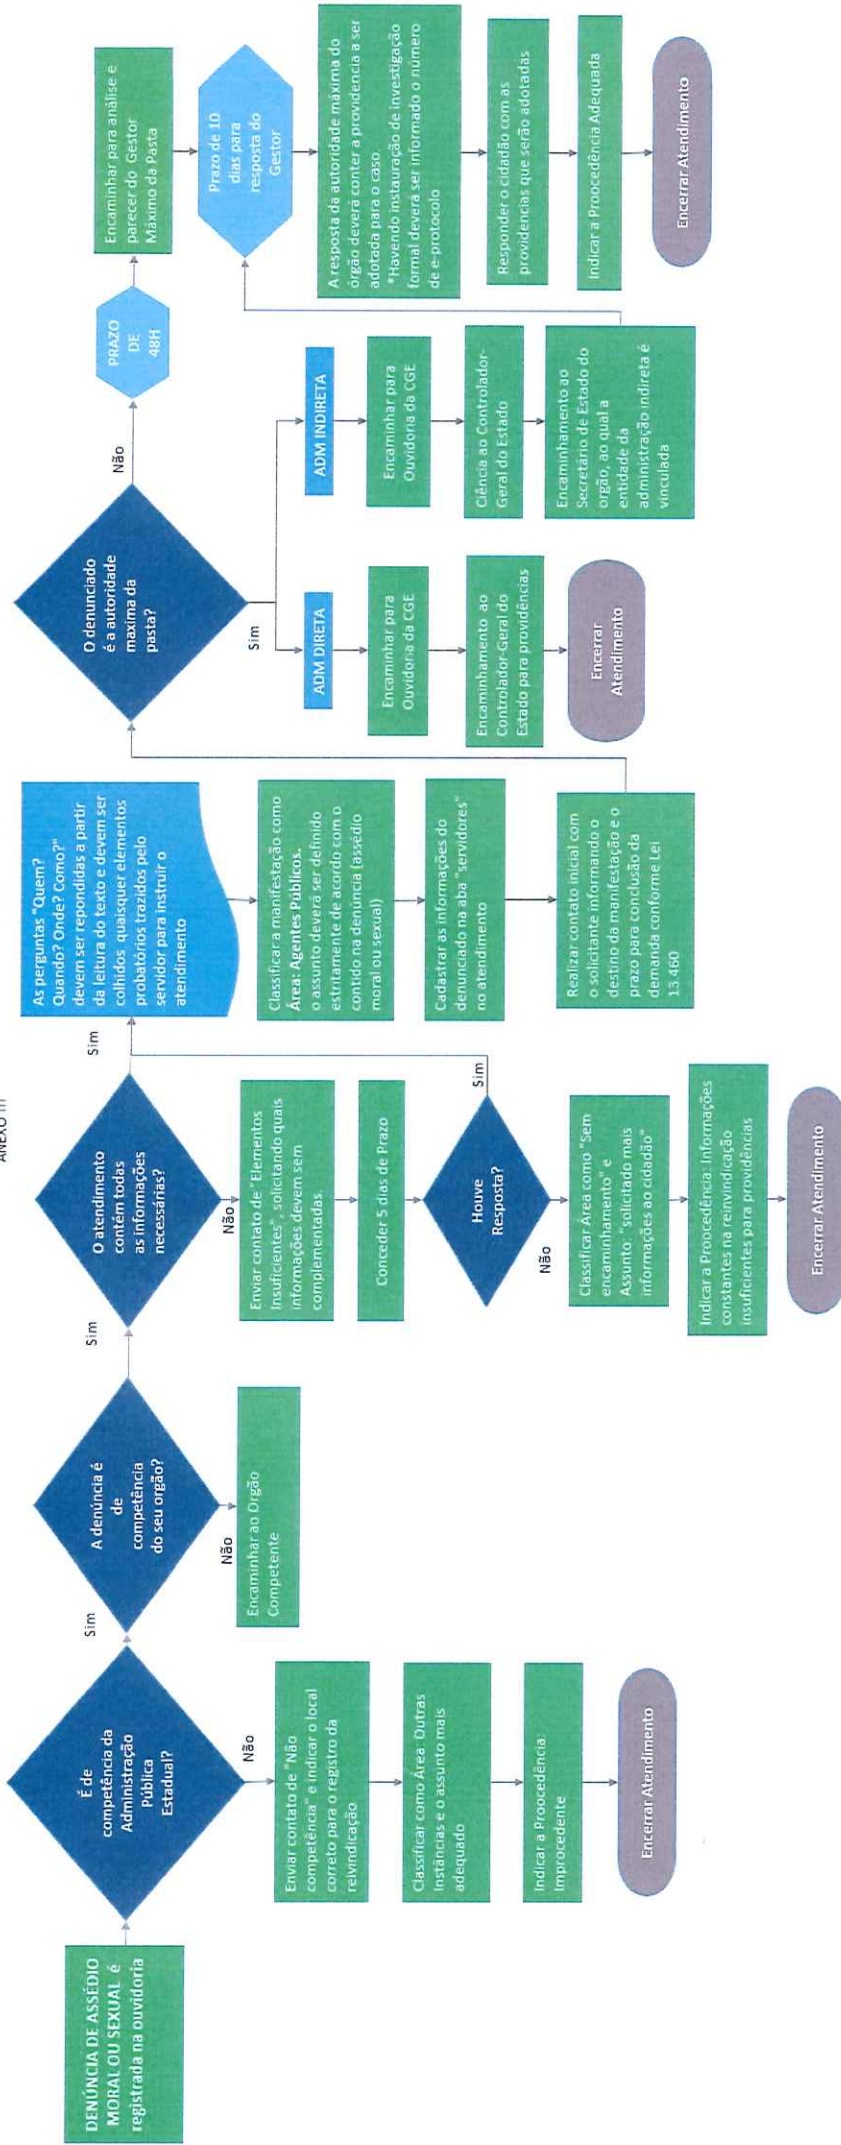 ANEXO III
DENÚNCIA DE ASSÉDIO
MORAL OU SEXUAL é
registrada na ouvidoria
É de
competência da
Administração
Pública
Estadual?
Não
Enviar contato de "Não
competência" e indicar o local
correto para o registro da
reivindicação
Classificar como Área: Outras
Instâncias e o assunto mais
adequado
Indicar a Proocedência:
Improcedente
Encerrar Atendimento
Sim
A denúncia é
de
competência
do seu orgão?
Não
Encaminhar ao Orgão
Competente
Sim
O atendimento
contém todas
as informações
necessárias?
Não
Enviar contato de "Elementos
Insuficientes", solicitando quais
informações devem sem
complementadas.
Conceder 5 dias de Prazo
Houve
Resposta?
Não
Classificar Área como "Sem
encaminhamento" e
Assunto "solicitado mais
informações ao cidadão"
Indicar a Proocedência: Informações
constantes na reinvindicação
insuficientes para providências
Encerrar Atendimento
Sim
Sim
As perguntas "Quem?
Quando? Onde? Como?"
devem ser repondidas a partir
da leitura do texto e devem ser
colhidos quaisquer elementos
probatórios trazidos pelo
servidor para instruir o
atendimento
Classificar a manifestação como
Área: Agentes Públicos.
o assunto deverá ser definido
estritamente de acordo com o
contido na denúncia (assédio
moral ou sexual)
Cadastrar as informações do
denunciado na aba "servidores"
no atendimento
Realizar contato inicial com
o solicitante informando o
destino da manifestação e o
prazo para conclusão da
demanda conforme Lei
13.460
O denunciado
é a autoridade
maxima da
pasta?
Sim
ADM DIRETA
Encaminhar para
Ouvidoria da CGE
Encaminhamento ao
Controlador-Geral do
Estado para providências
Encerrar
Atendimento
ADM INDIRETA
Encaminhar para
Ouvidoria da CGE
Ciência ao Controlador-
Geral do Estado
Encaminhamento ao
Secretário de Estado do
orgão, ao qual a
entidade da
administração indireta é
vinculada
Não
PRAZO
DE
48H
Encaminhar para análise e
parecer do Gestor
Máximo da Pasta
Prazo de 10
dias para
resposta do
Gestor
A resposta da autoridade máxima do
órgão deverá conter a providencia a ser
adotada para o caso
*Havendo instauração de investigação
formal deverá ser informado o número
de e-protocolo
Responder o cidadão com as
providencias que serão adotadas
Indicar a Proocedência Adequada
Encerrar Atendimento